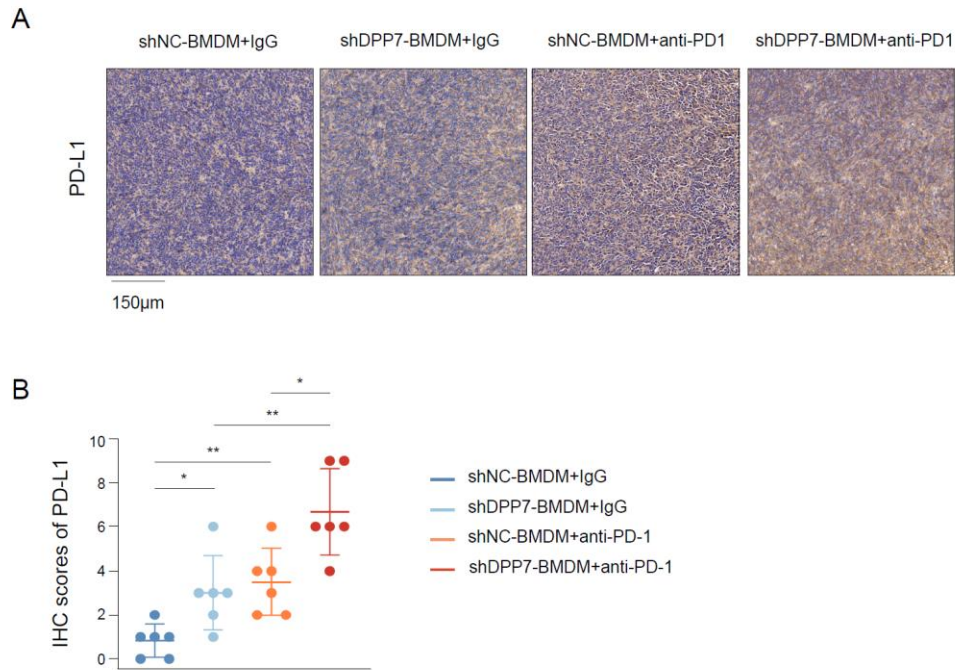 A
shNC-BMDM+IgG
shDPP7-BMDM+IgG
shNC-BMDM+anti-PD1
shDPP7-BMDM+anti-PD1
PD-L1
150µm
B
*
**
**
*
IHC scores of PD-L1
10
8
6
4
2
0
shNC-BMDM+IgG
shDPP7-BMDM+IgG
shNC-BMDM+anti-PD-1
shDPP7-BMDM+anti-PD-1